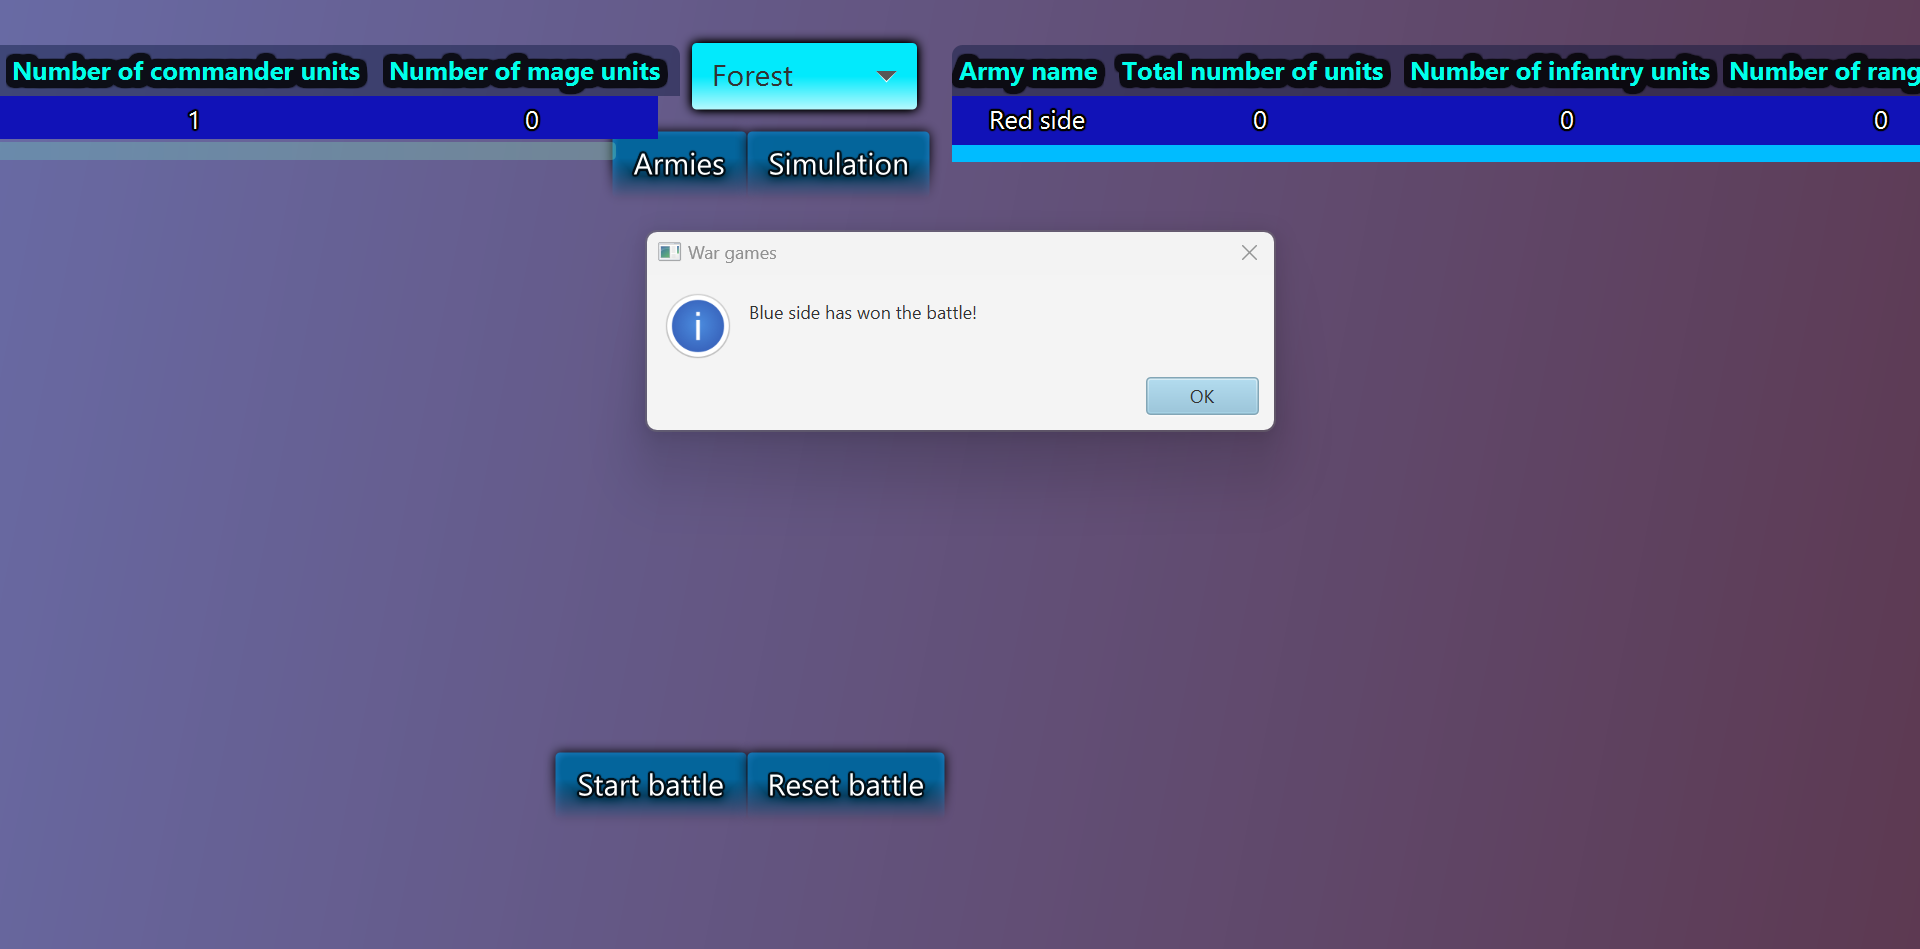 Number of commander units Number of mage units
1 0
Forest
Armies Simulation
Army name Total number of units Number of infantry units Number of rang
Red side 0 0 0
War games
Blue side has won the battle!
OK
Start battle Reset battle